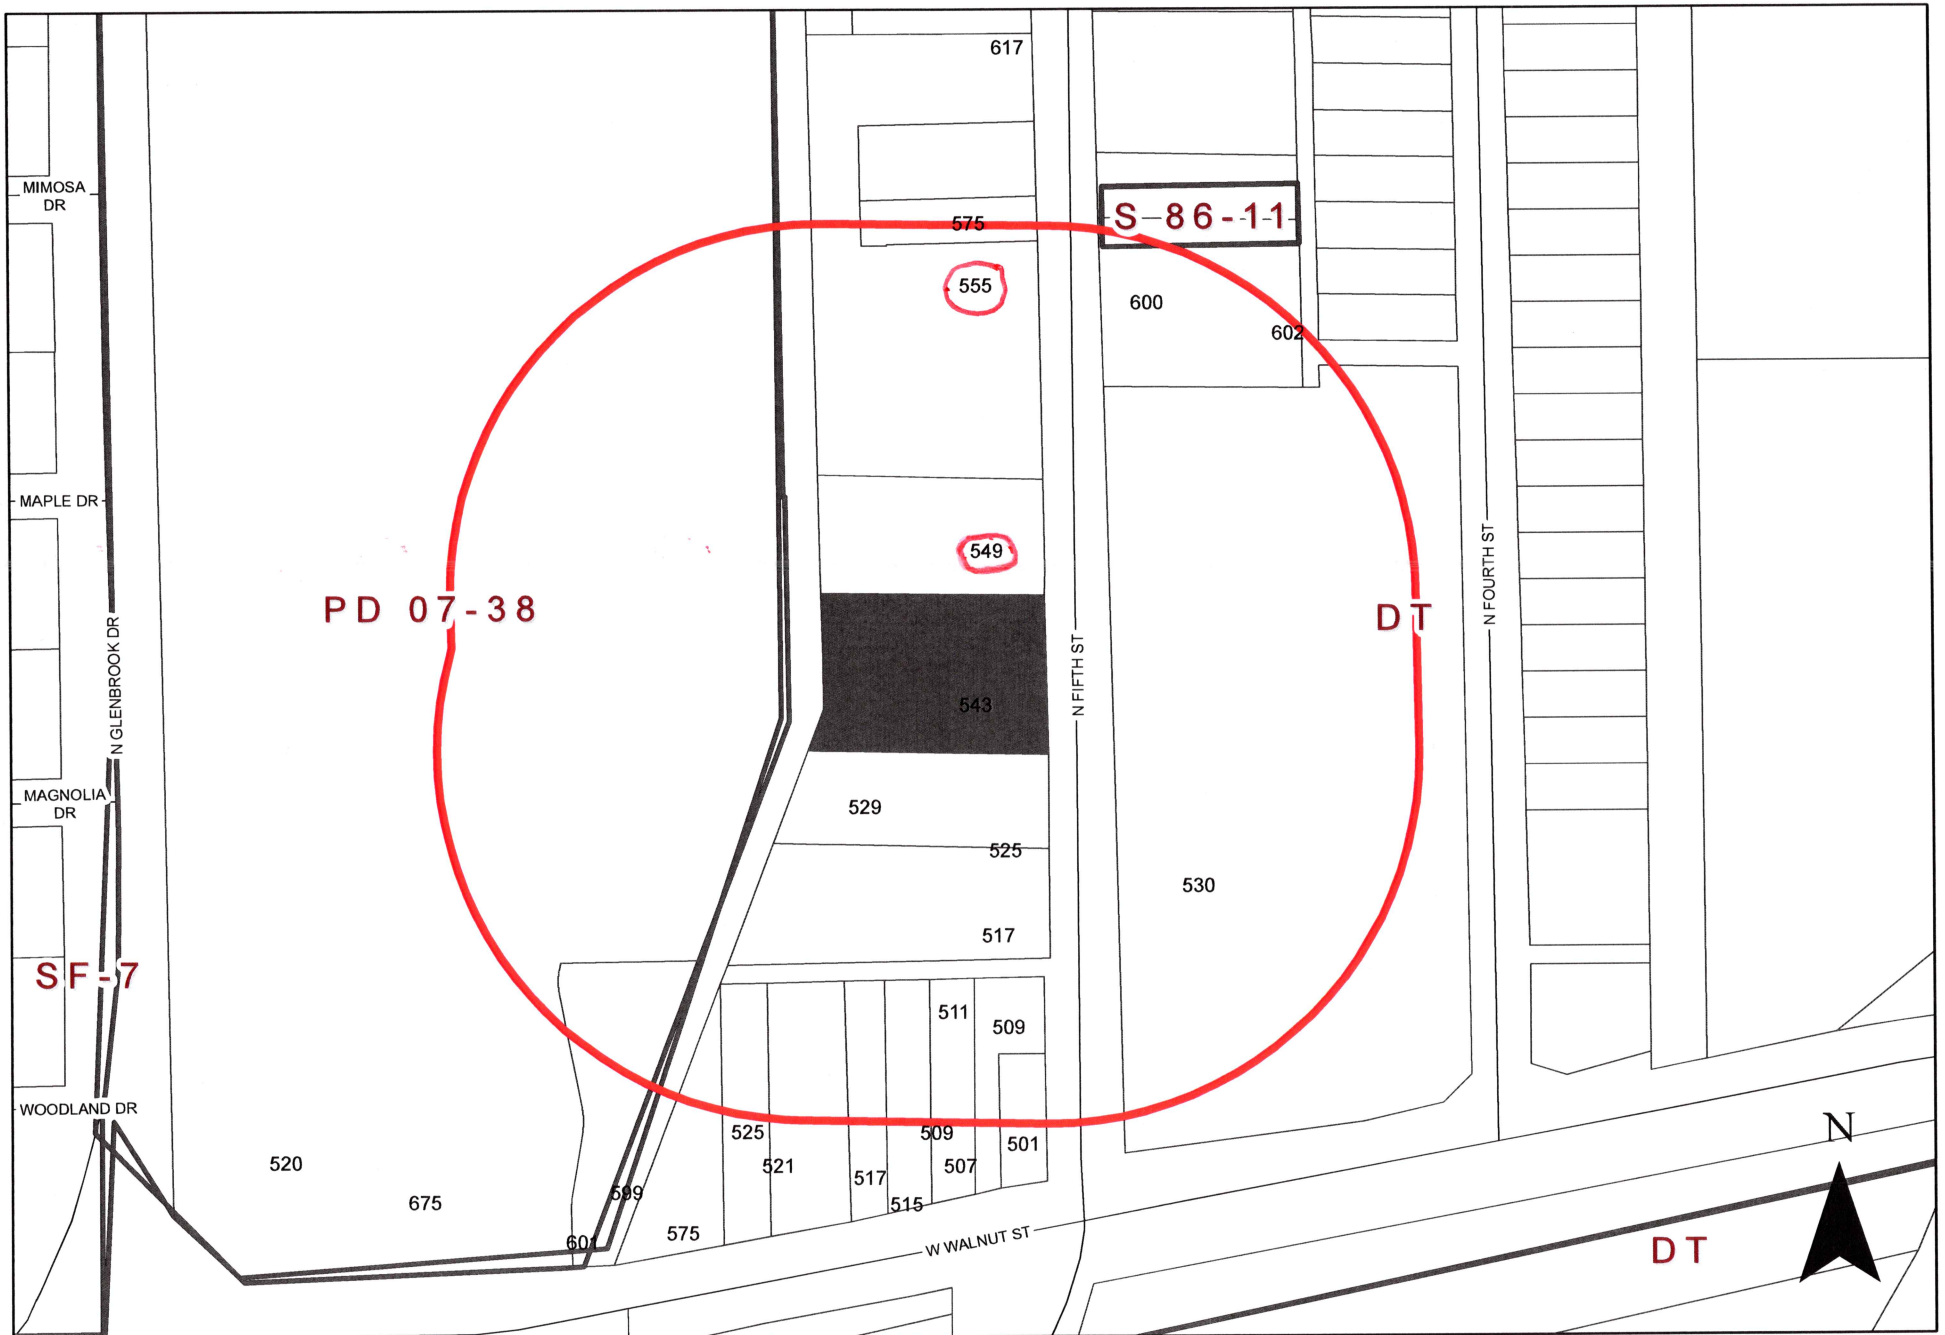 617
MIMOSA
DR
S-86-11
575
555
600
602
MAPLE DR
549
N FOURTH ST
PD 07-38
DT
N GLENBROOK DR
N FIFTH ST
543
MAGNOLIA
DR
529
525
530
517
SF-7
511
509
WOODLAND DR
525
509
501
N
520
521
507
517
675
599
515
575
601
W WALNUT ST
DT